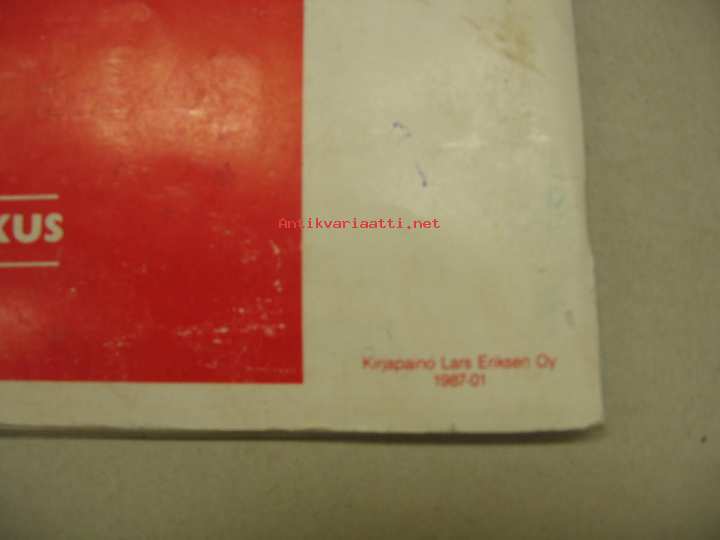 KUS
Antikvariaatti.net
Kirjapaino Lars Eriksen Oy
1987-01